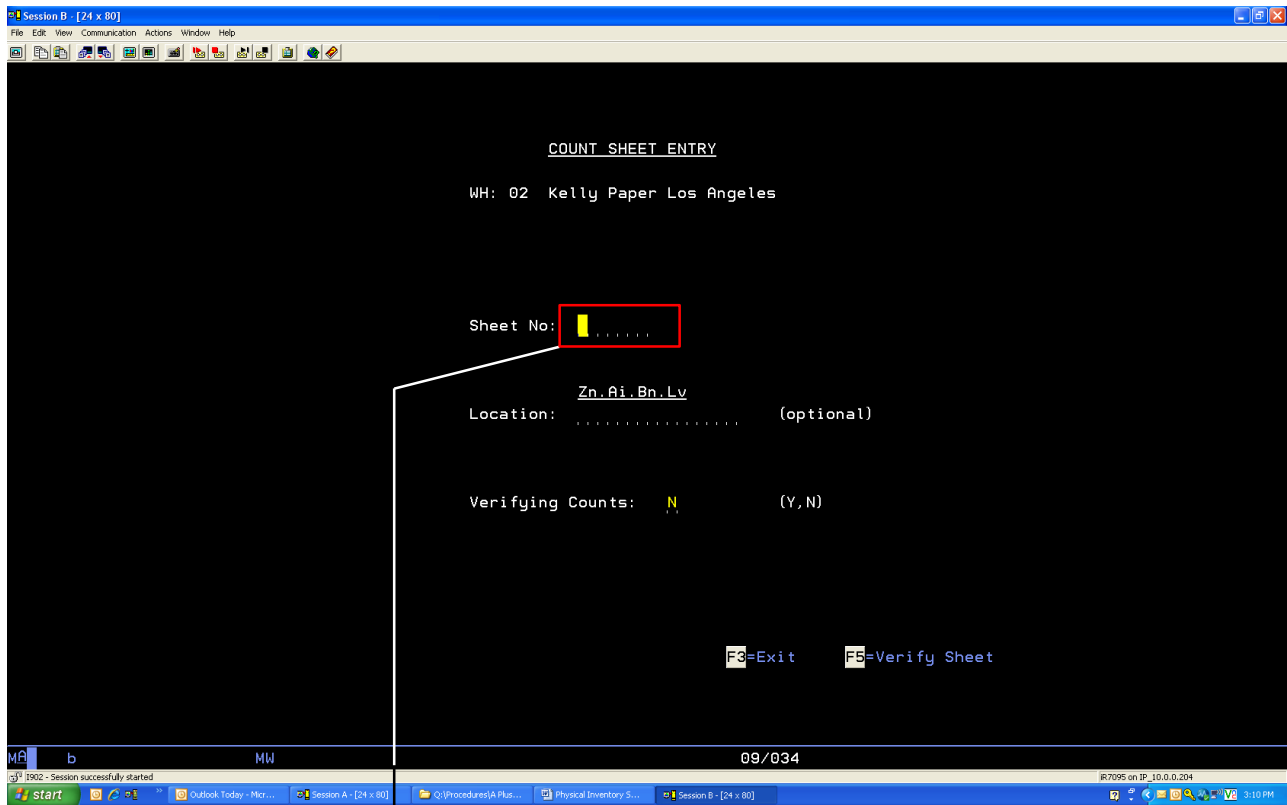 Session B - [24 x 80]
File Edit View Communication Actions Window Help
COUNT SHEET ENTRY
WH: 02 Kelly Paper Los Angeles
Sheet No:
Zn.Ai.Bn.Lv
Location: (optional)
Verifying Counts: N (Y,N)
F3=Exit F5=Verify Sheet
MA b MW 09/034
I902 - Session successfully started iR7095 on IP_10.0.0.204
start Outlook Today - Micr... Session A - [24 x 80] Q:\Procedures\A Plus... Physical Inventory S... Session B - [24 x 80] 3:10 PM